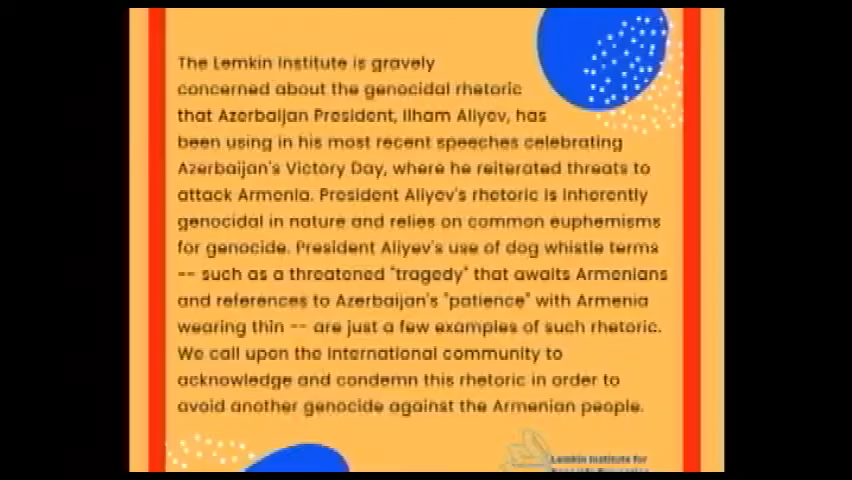 The Lemkin Institute is gravely
concerned about the genocidal rhetoric
that Azerbaijan President, Ilham Aliyev, has
been using in his most recent speeches celebrating
Azerbaijan's Victory Day, where he reiterated threats to
attack Armenia. President Aliyev's rhetoric is inherently
genocidal in nature and relies on common euphemisms
for genocide. President Aliyev's use of dog whistle terms
-- such as a threatened "tragedy" that awaits Armenians
and references to Azerbaijan's "patience" with Armenia
wearing thin -- are just a few examples of such rhetoric.
We call upon the international community to
acknowledge and condemn this rhetoric in order to
avoid another genocide against the Armenian people.
Lemkin Institute for